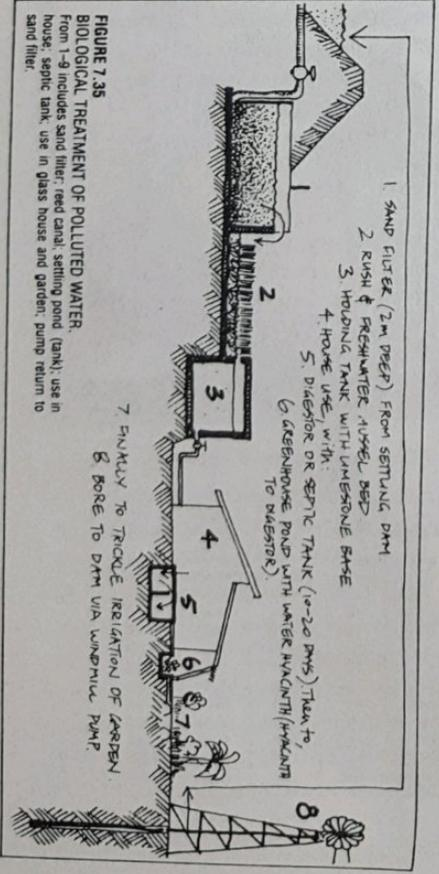 1. SAND FILTER (2M DEEP) FROM SETTLING DAM.
2 RUSH & FRESHWATER MUSSEL BED.
3. HOLDING TANK WITH LIMESTONE BASE
4. HOUSE USE, WITH:
5. DIGESTOR OR SEPTIC TANK (10-20 DAYS) THEN TO,
6 GREENHOUSE POND WITH WATER HYACINTH (HYACINTH
TO DIGESTOR)
1
2
3
4
5
6
7
8
7. FINALLY TO TRICKLE IRRIGATION OF GARDEN.
8. BORE TO DAM VIA WINDMILL PUMP.
FIGURE 7.35
BIOLOGICAL TREATMENT OF POLLUTED WATER.
From 1–9 includes sand filter; reed canal; settling pond (tank); use in
house; septic tank; use in glass house and garden; pump return to
sand filter.